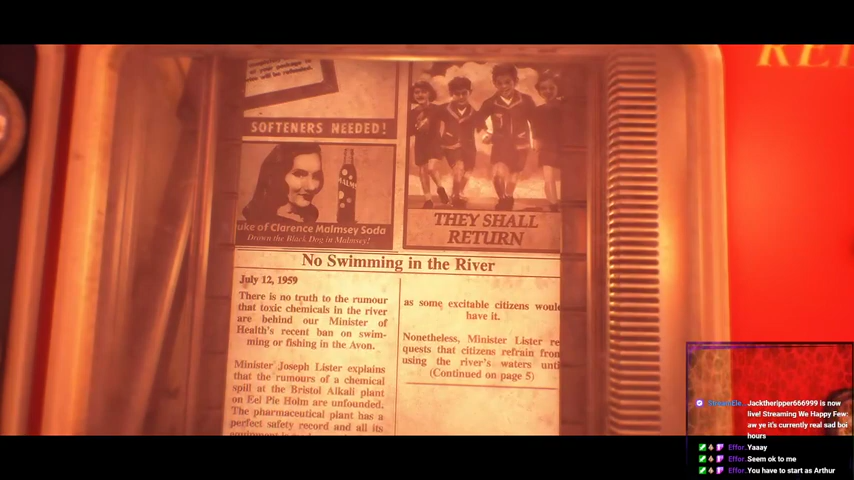 will be refunded.
SOFTENERS NEEDED!
uke of Clarence Malmsey Soda
Drown the Black Dog in Malmsey!
THEY SHALL
RETURN
No Swimming in the River
July 12, 1959
There is no truth to the rumour
that toxic chemicals in the river
are behind our Minister of
Health's recent ban on swim-
ming or fishing in the Avon.
Minister Joseph Lister explains
that the rumours of a chemical
spill at the Bristol Alkali plant
on Eel Pie Holm are unfounded.
The pharmaceutical plant has a
perfect safety record and all its
as some excitable citizens would
have it.
Nonetheless, Minister Lister re
quests that citizens refrain from
using the river's waters until
(Continued on page 5)
Jacktheripper666999 is now
live! Streaming We Happy Few:
aw ye it's currently real sad boi
hours
Effor. Yaaay
Effor. Seem ok to me
Effor. You have to start as Arthur